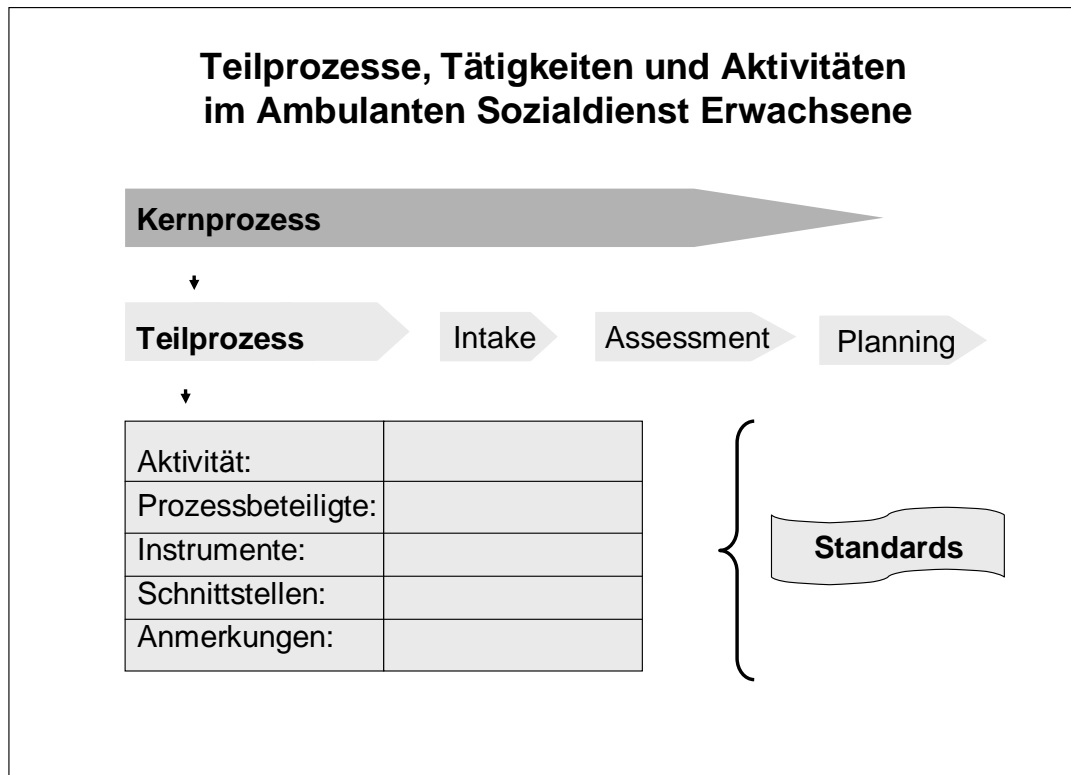 Teilprozesse, Tätigkeiten und Aktivitäten
im Ambulanten Sozialdienst Erwachsene
Kernprozess
Teilprozess
Intake
Assessment
Planning
Aktivität:
Prozessbeteiligte:
Instrumente:
Schnittstellen:
Anmerkungen:
Standards